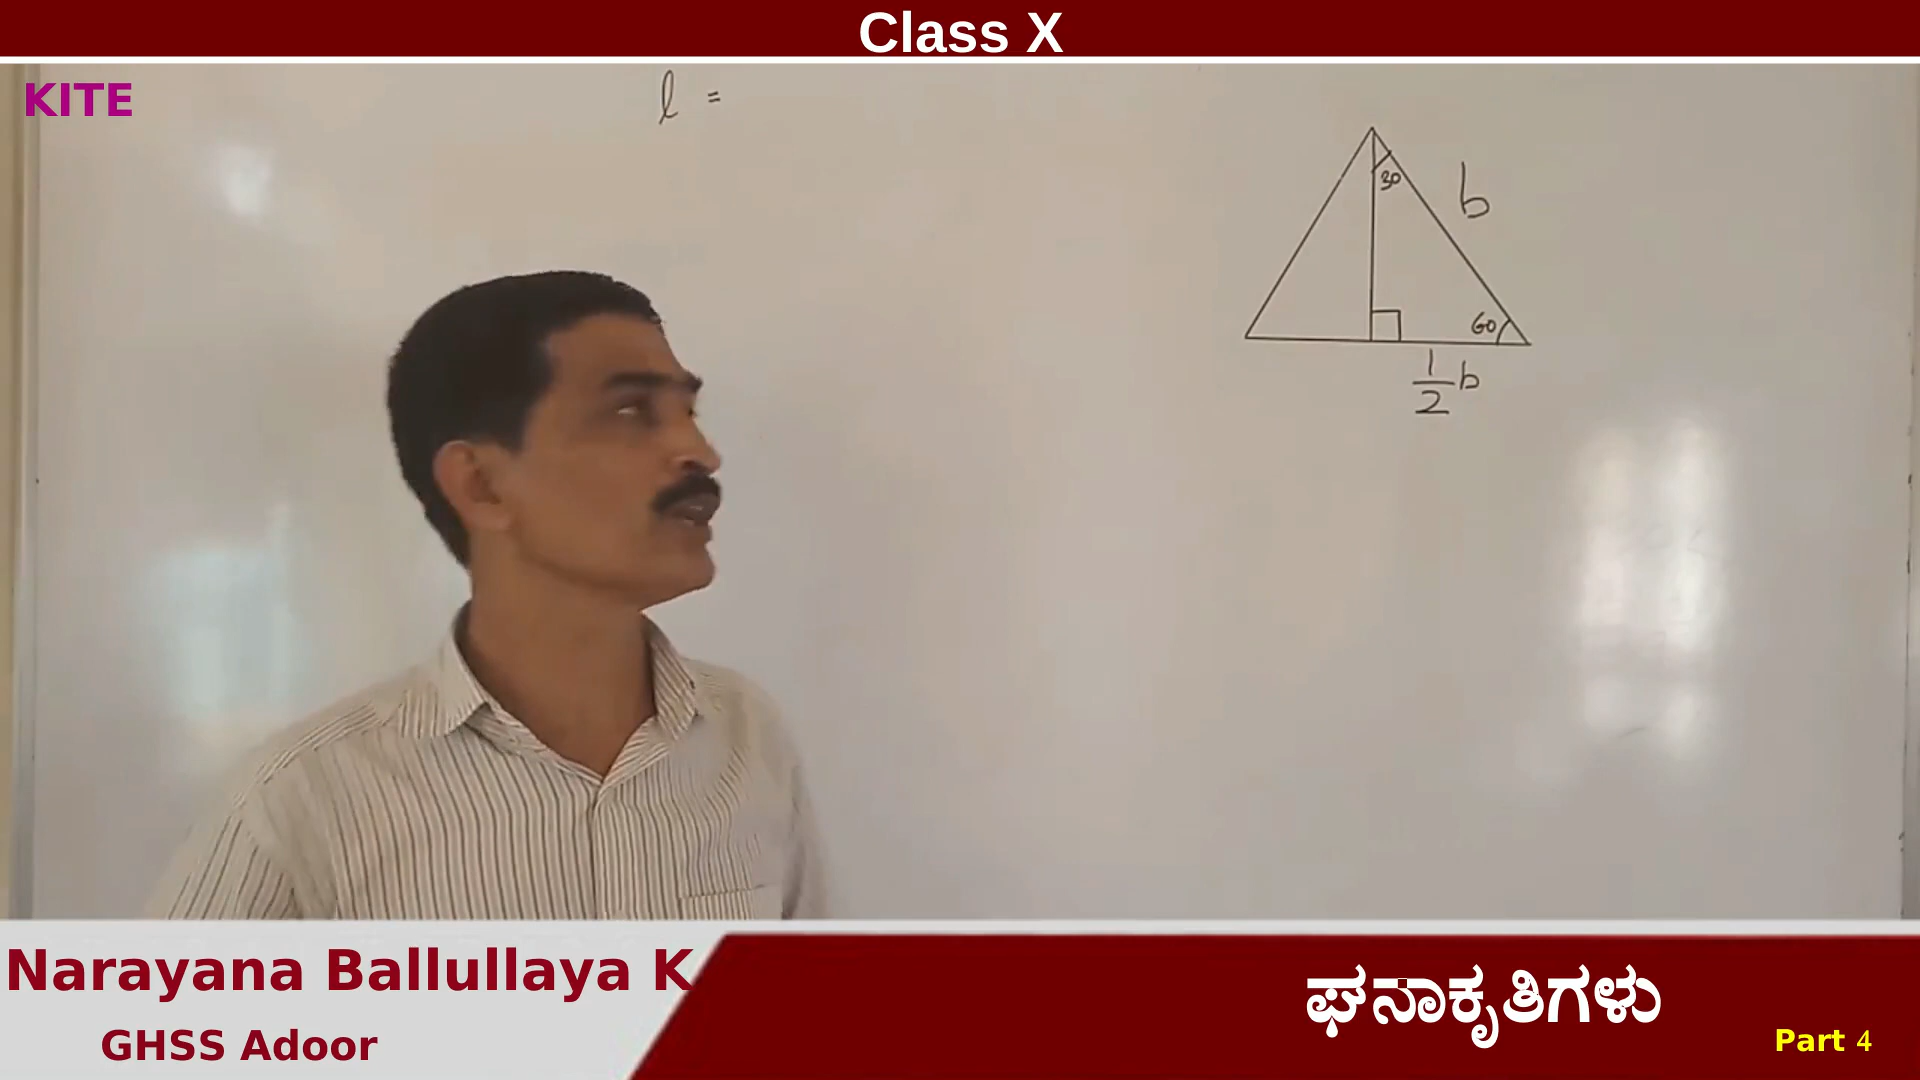 Class X
KITE
l =
30
b
60
1/2 b
Narayana Ballullaya K
GHSS Adoor
ಘನಾಕೃತಿಗಳು
Part 4